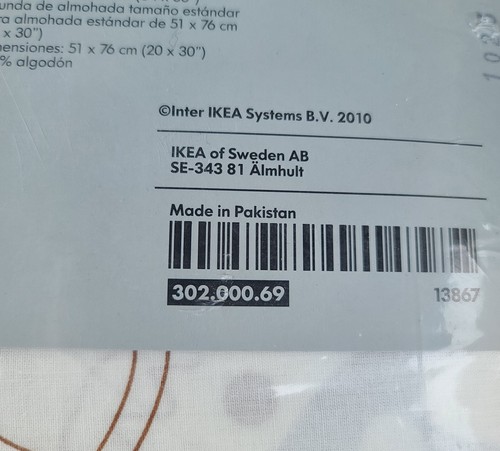 unda de almohada tamaño estándar
ra almohada estándar de 51 x 76 cm
x 30")
ensiones: 51 x 76 cm (20 x 30")
% algodón
©Inter IKEA Systems B.V. 2010
IKEA of Sweden AB
SE-343 81 Älmhult
Made in Pakistan
302.000.69
13867